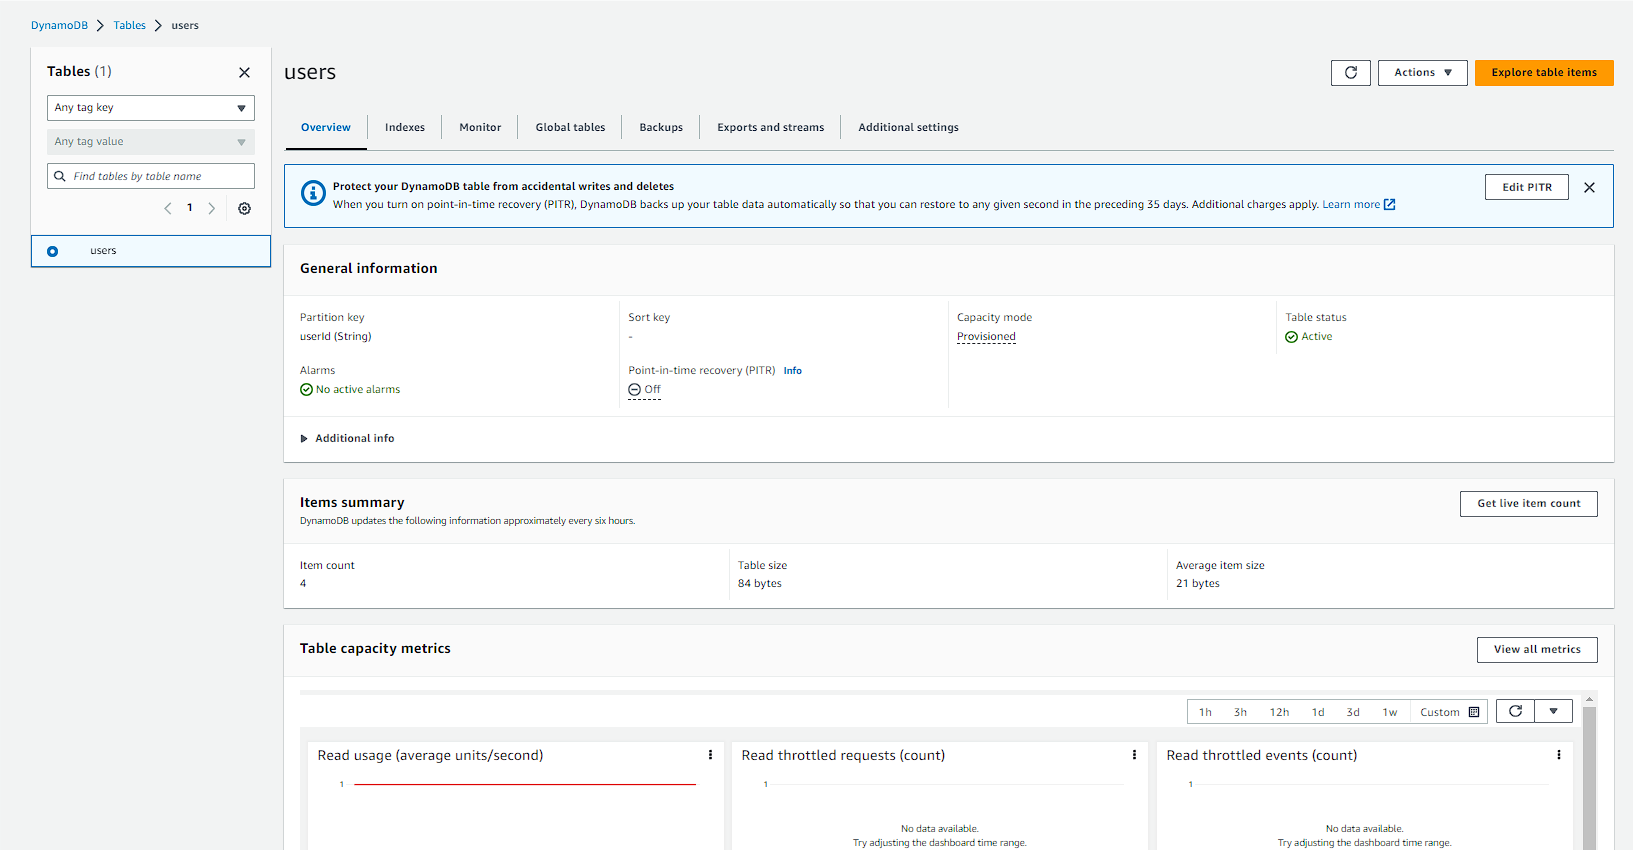 DynamoDB > Tables > users
Tables (1)
Any tag key
Any tag value
Find tables by table name
1
users
users
Actions
Explore table items
Overview
Indexes
Monitor
Global tables
Backups
Exports and streams
Additional settings
Protect your DynamoDB table from accidental writes and deletes
When you turn on point-in-time recovery (PITR), DynamoDB backs up your table data automatically so that you can restore to any given second in the preceding 35 days. Additional charges apply. Learn more
Edit PITR
General information
Partition key
userId (String)
Sort key
-
Capacity mode
Provisioned
Table status
Active
Alarms
No active alarms
Point-in-time recovery (PITR) Info
Off
Additional info
Items summary
DynamoDB updates the following information approximately every six hours.
Get live item count
Item count
4
Table size
84 bytes
Average item size
21 bytes
Table capacity metrics
View all metrics
1h
3h
12h
1d
3d
1w
Custom
Read usage (average units/second)
1
Read throttled requests (count)
1
No data available.
Try adjusting the dashboard time range.
Read throttled events (count)
1
No data available.
Try adjusting the dashboard time range.